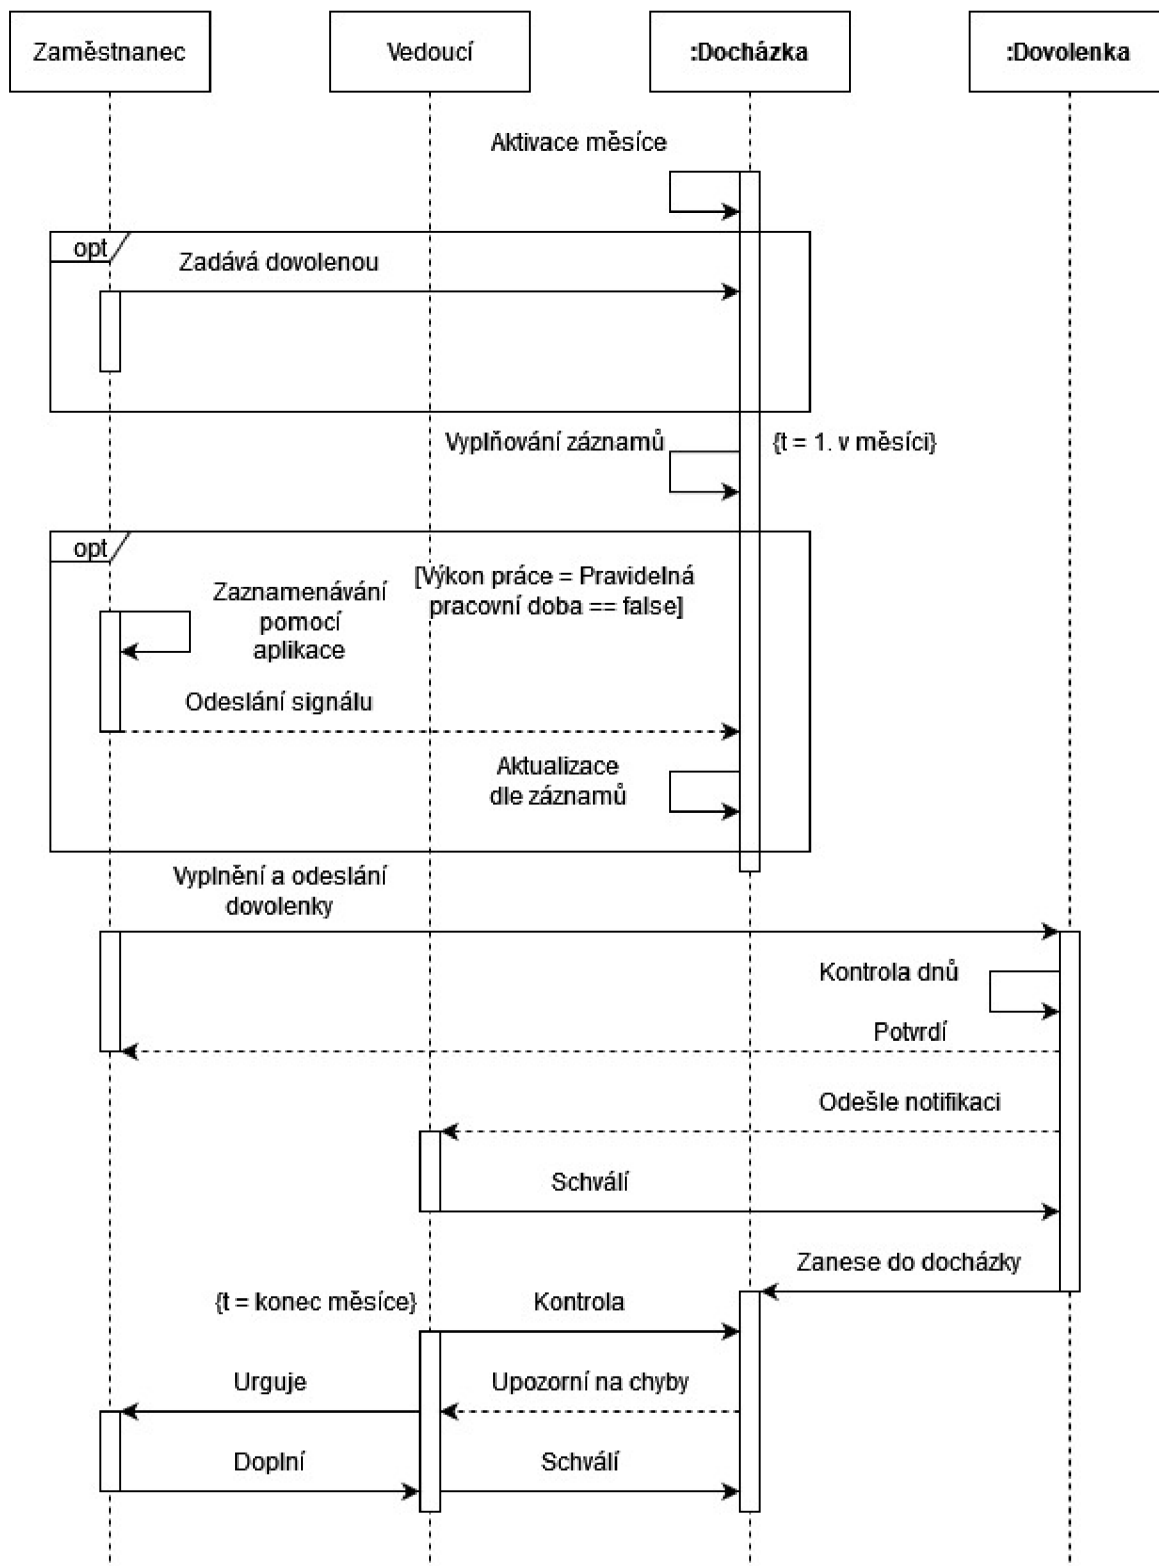 Zaměstnanec
Vedoucí
:Docházka
:Dovolenka
Aktivace měsíce
opt
Zadává dovolenou
Vyplňování záznamů
{t = 1. v měsíci}
opt
[Výkon práce = Pravidelná
pracovní doba == false]
Zaznamenávání
pomocí
aplikace
Odeslání signálu
Aktualizace
dle záznamů
Vyplnění a odeslání
dovolenky
Kontrola dnů
Potvrdí
Odešle notifikaci
Schválí
Zanese do docházky
{t = konec měsíce}
Kontrola
Urguje
Upozorní na chyby
Doplní
Schválí